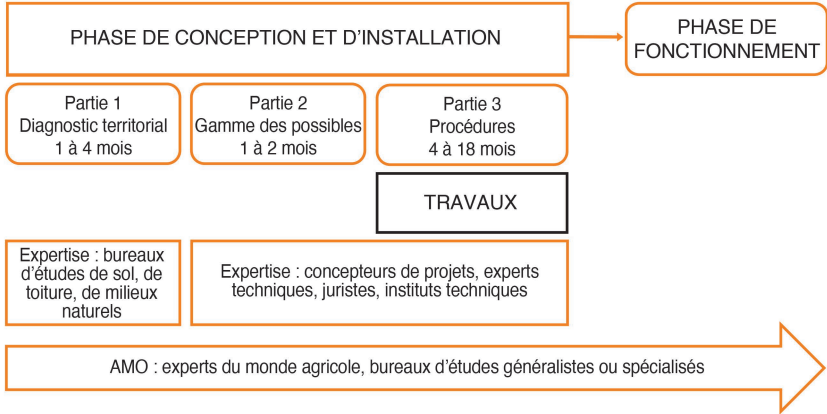 PHASE DE CONCEPTION ET D'INSTALLATION
PHASE DE
FONCTIONNEMENT
Partie 1
Diagnostic territorial
1 à 4 mois
Partie 2
Gamme des possibles
1 à 2 mois
Partie 3
Procédures
4 à 18 mois
TRAVAUX
Expertise : bureaux
d'études de sol, de
toiture, de milieux
naturels
Expertise : concepteurs de projets, experts
techniques, juristes, instituts techniques
AMO : experts du monde agricole, bureaux d'études généralistes ou spécialisés